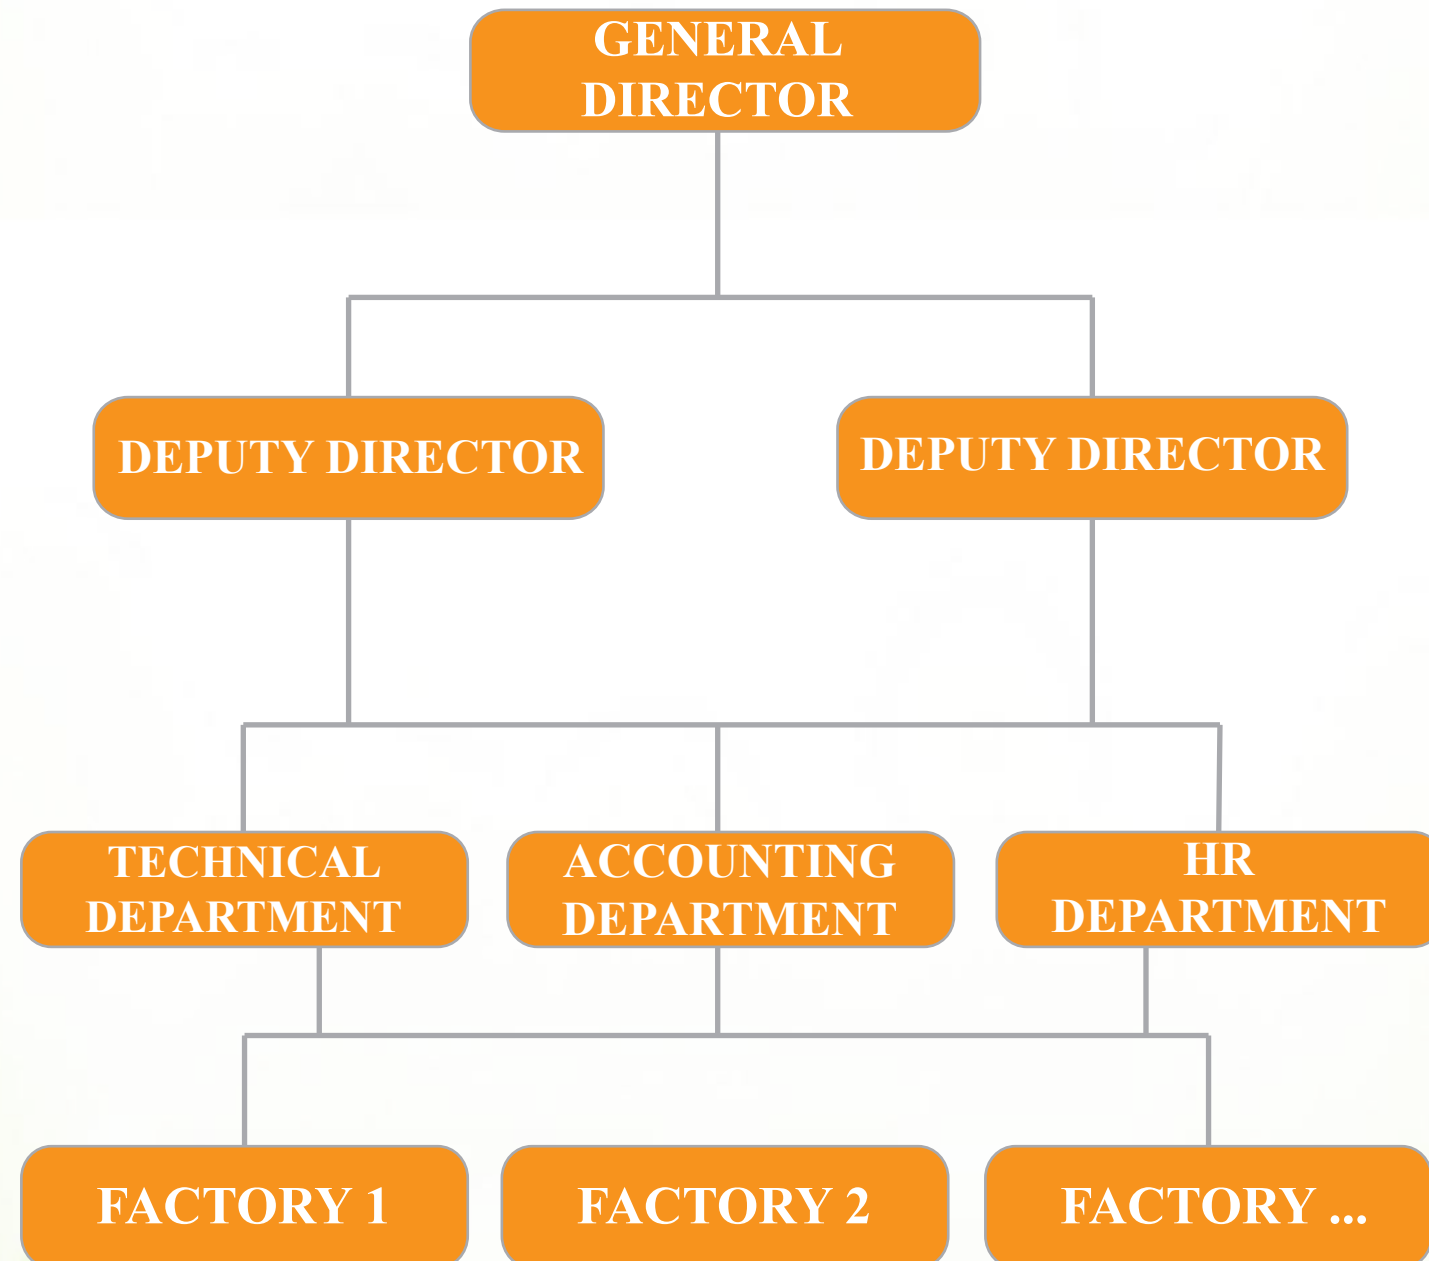 GENERAL
DIRECTOR
DEPUTY DIRECTOR
DEPUTY DIRECTOR
TECHNICAL
DEPARTMENT
ACCOUNTING
DEPARTMENT
HR
DEPARTMENT
FACTORY 1
FACTORY 2
FACTORY ...